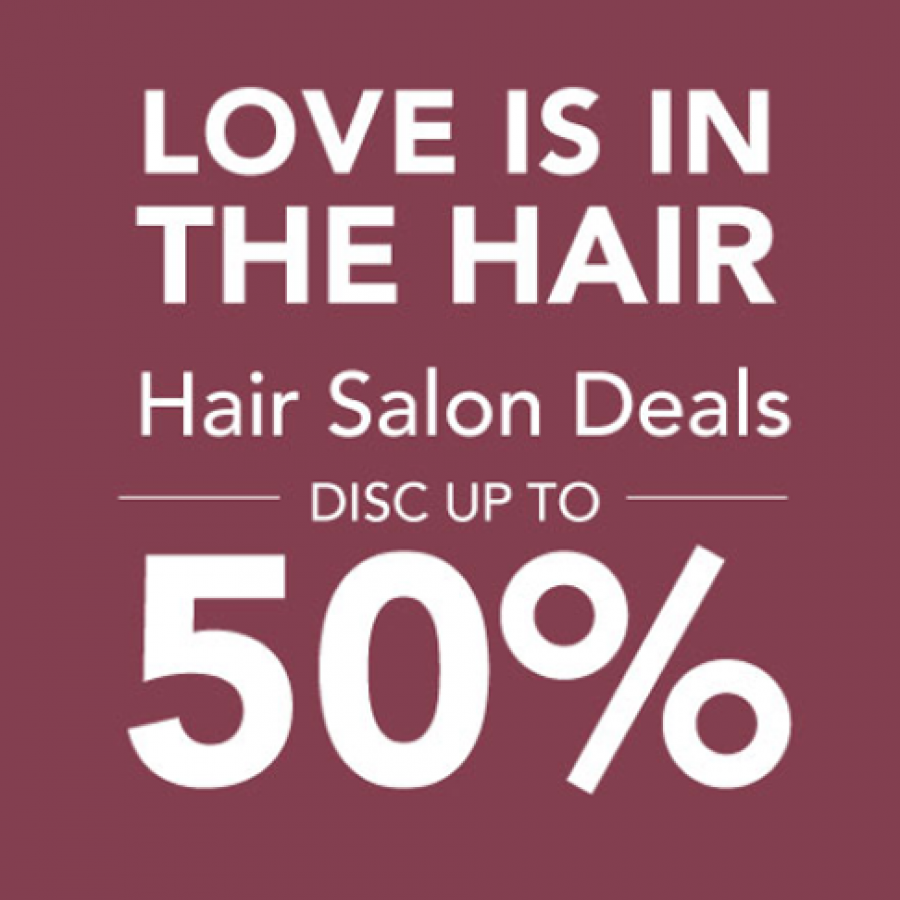 LOVE IS IN
THE HAIR
Hair Salon Deals
DISC UP TO
50%